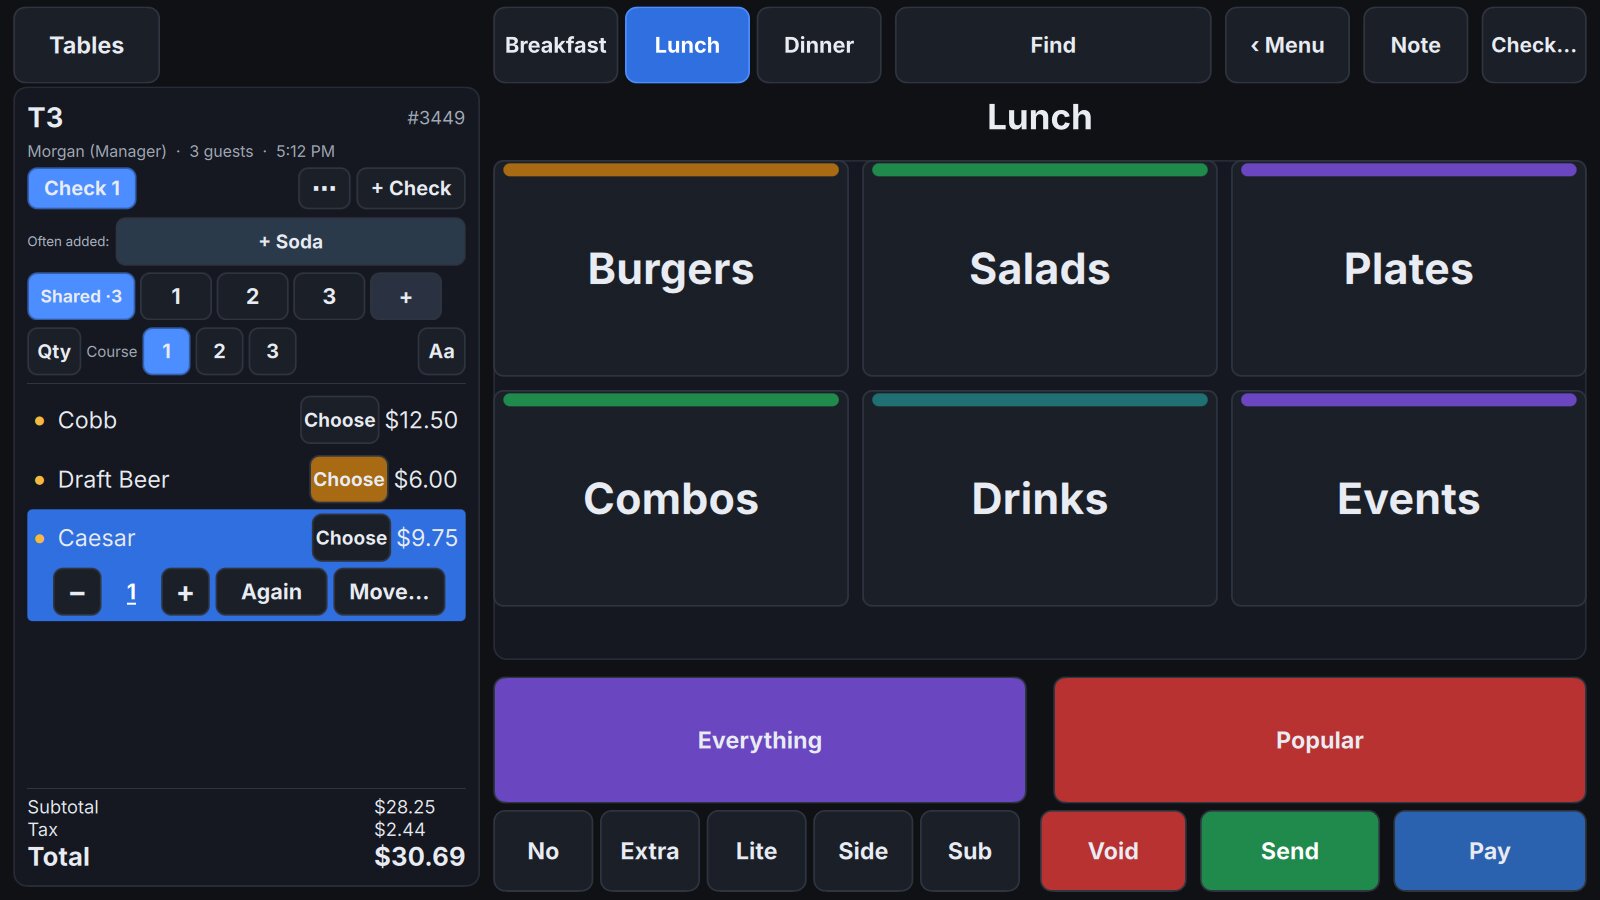 Tables
Breakfast
Lunch
Dinner
Find
‹ Menu
Note
Check...
T3
#3449
Morgan (Manager) · 3 guests · 5:12 PM
Check 1
...
+ Check
Often added:
+ Soda
Shared ·3
1
2
3
+
Qty
Course
1
2
3
Aa
Cobb
Choose
$12.50
Draft Beer
Choose
$6.00
Caesar
Choose
$9.75
−
1
+
Again
Move...
Subtotal
$28.25
Tax
$2.44
Total
$30.69
Lunch
Burgers
Salads
Plates
Combos
Drinks
Events
Everything
Popular
No
Extra
Lite
Side
Sub
Void
Send
Pay